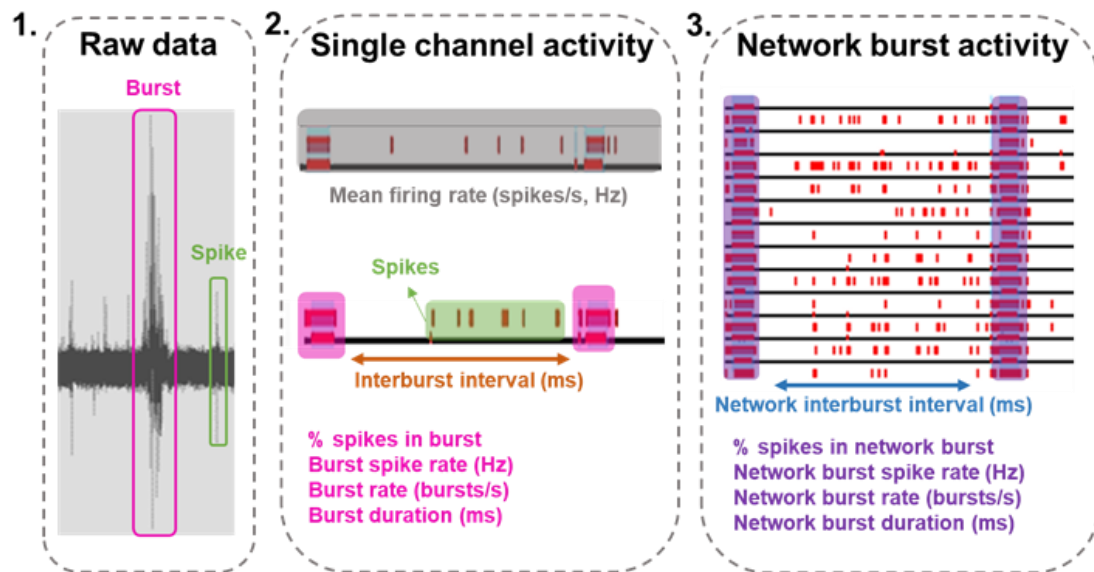 1.
Raw data
Burst
Spike
2.
Single channel activity
Mean firing rate (spikes/s, Hz)
Spikes
Interburst interval (ms)
% spikes in burst
Burst spike rate (Hz)
Burst rate (bursts/s)
Burst duration (ms)
3.
Network burst activity
Network interburst interval (ms)
% spikes in network burst
Network burst spike rate (Hz)
Network burst rate (bursts/s)
Network burst duration (ms)